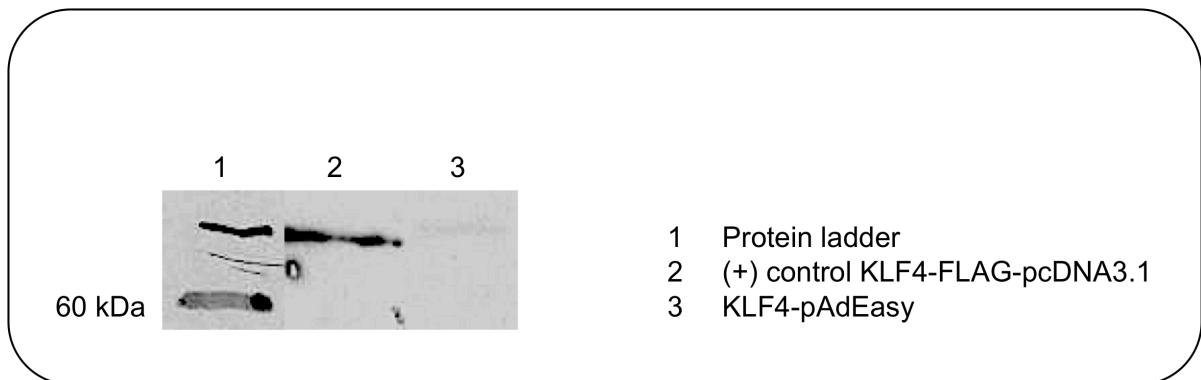 1 2 3
60 kDa
1 Protein ladder
2 (+) control KLF4-FLAG-pcDNA3.1
3 KLF4-pAdEasy